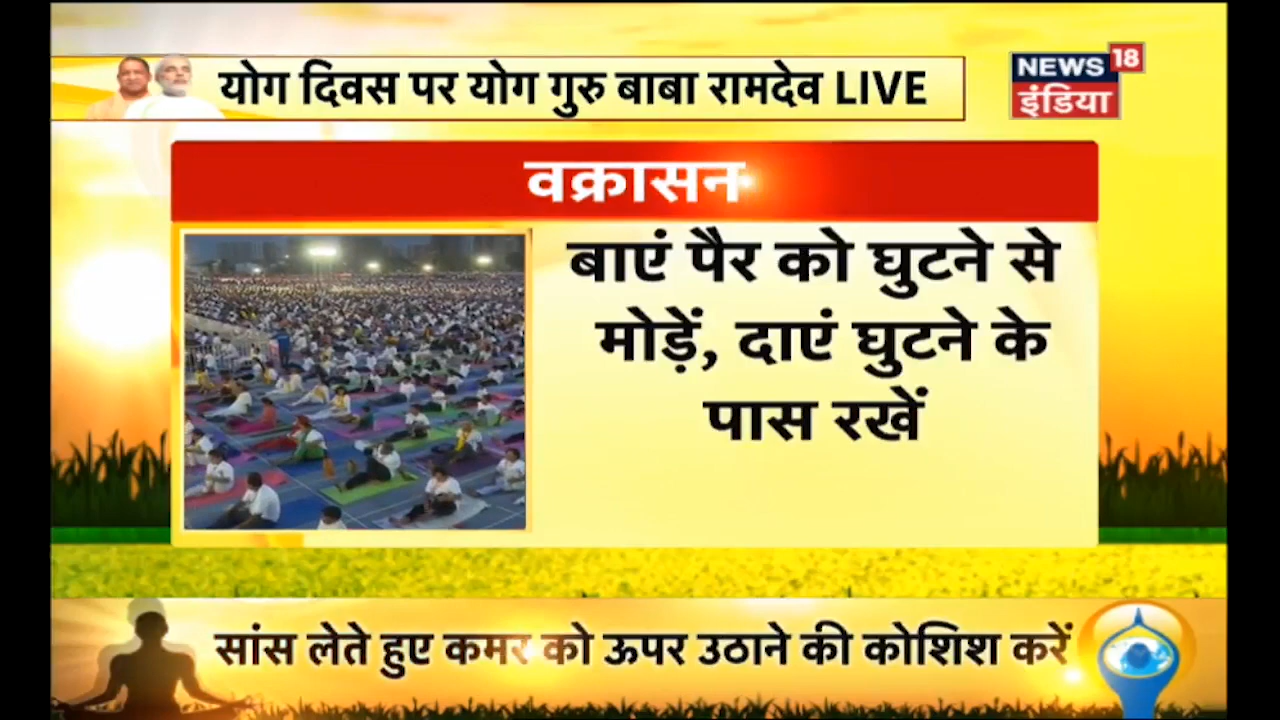 योग दिवस पर योग गुरु बाबा रामदेव LIVE
NEWS 18
इंडिया
वक्रासन
बाएं पैर को घुटने से
मोड़ें, दाएं घुटने के
पास रखें
सांस लेते हुए कमर को ऊपर उठाने की कोशिश करें